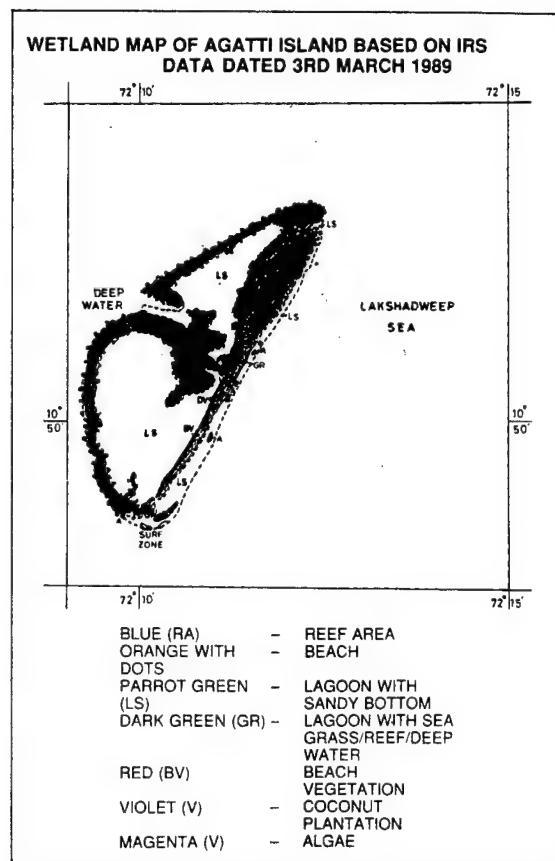 WETLAND MAP OF AGATTI ISLAND BASED ON IRS
DATA DATED 3RD MARCH 1989
72° 10' 72° 15'
LS
LS
DEEP
WATER
LAKSHADWEEP
SEA
LS
GR
10° 10°
50' 50'
LS
BV
A
LS
A
SURF
ZONE
72° 10' 72° 15'
BLUE (RA) – REEF AREA
ORANGE WITH – BEACH
DOTS
PARROT GREEN – LAGOON WITH
(LS) SANDY BOTTOM
DARK GREEN (GR) – LAGOON WITH SEA
GRASS/REEF/DEEP
WATER
RED (BV) BEACH
VEGETATION
VIOLET (V) – COCONUT
PLANTATION
MAGENTA (V) – ALGAE